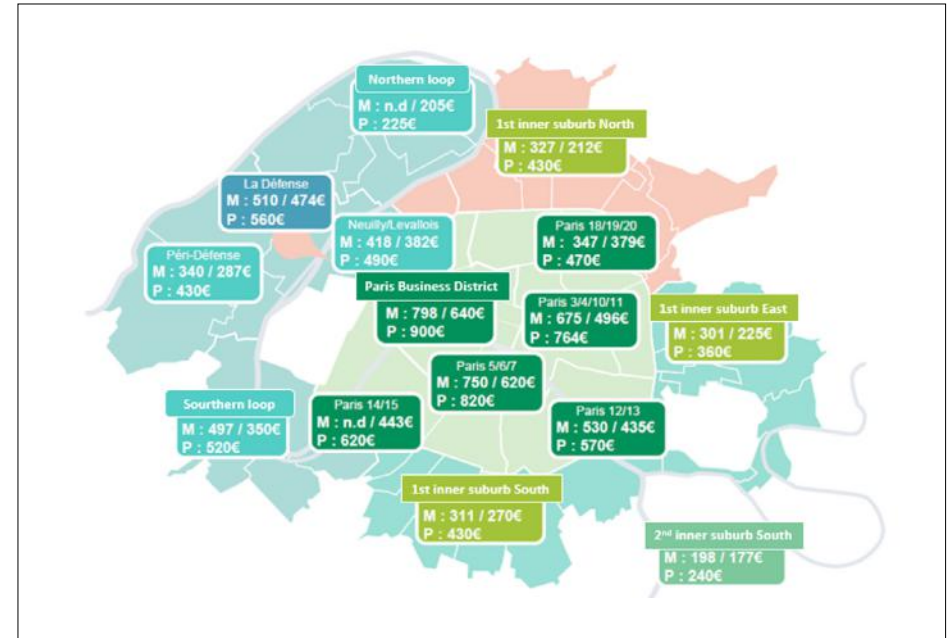 Northern loop
M : n.d / 205€
P : 225€
1st inner suburb North
M : 327 / 212€
P : 430€
La Défense
M : 510 / 474€
P : 560€
Neuilly/Levallois
M : 418 / 382€
P : 490€
Paris 18/19/20
M : 347 / 379€
P : 470€
Péri-Défense
M : 340 / 287€
P : 430€
Paris Business District
M : 798 / 640€
P : 900€
Paris 3/4/10/11
M : 675 / 496€
P : 764€
1st inner suburb East
M : 301 / 225€
P : 360€
Paris 5/6/7
M : 750 / 620€
P : 820€
Sourthern loop
M : 497 / 350€
P : 520€
Paris 14/15
M : n.d / 443€
P : 620€
Paris 12/13
M : 530 / 435€
P : 570€
1st inner suburb South
M : 311 / 270€
P : 430€
2nd inner suburb South
M : 198 / 177€
P : 240€